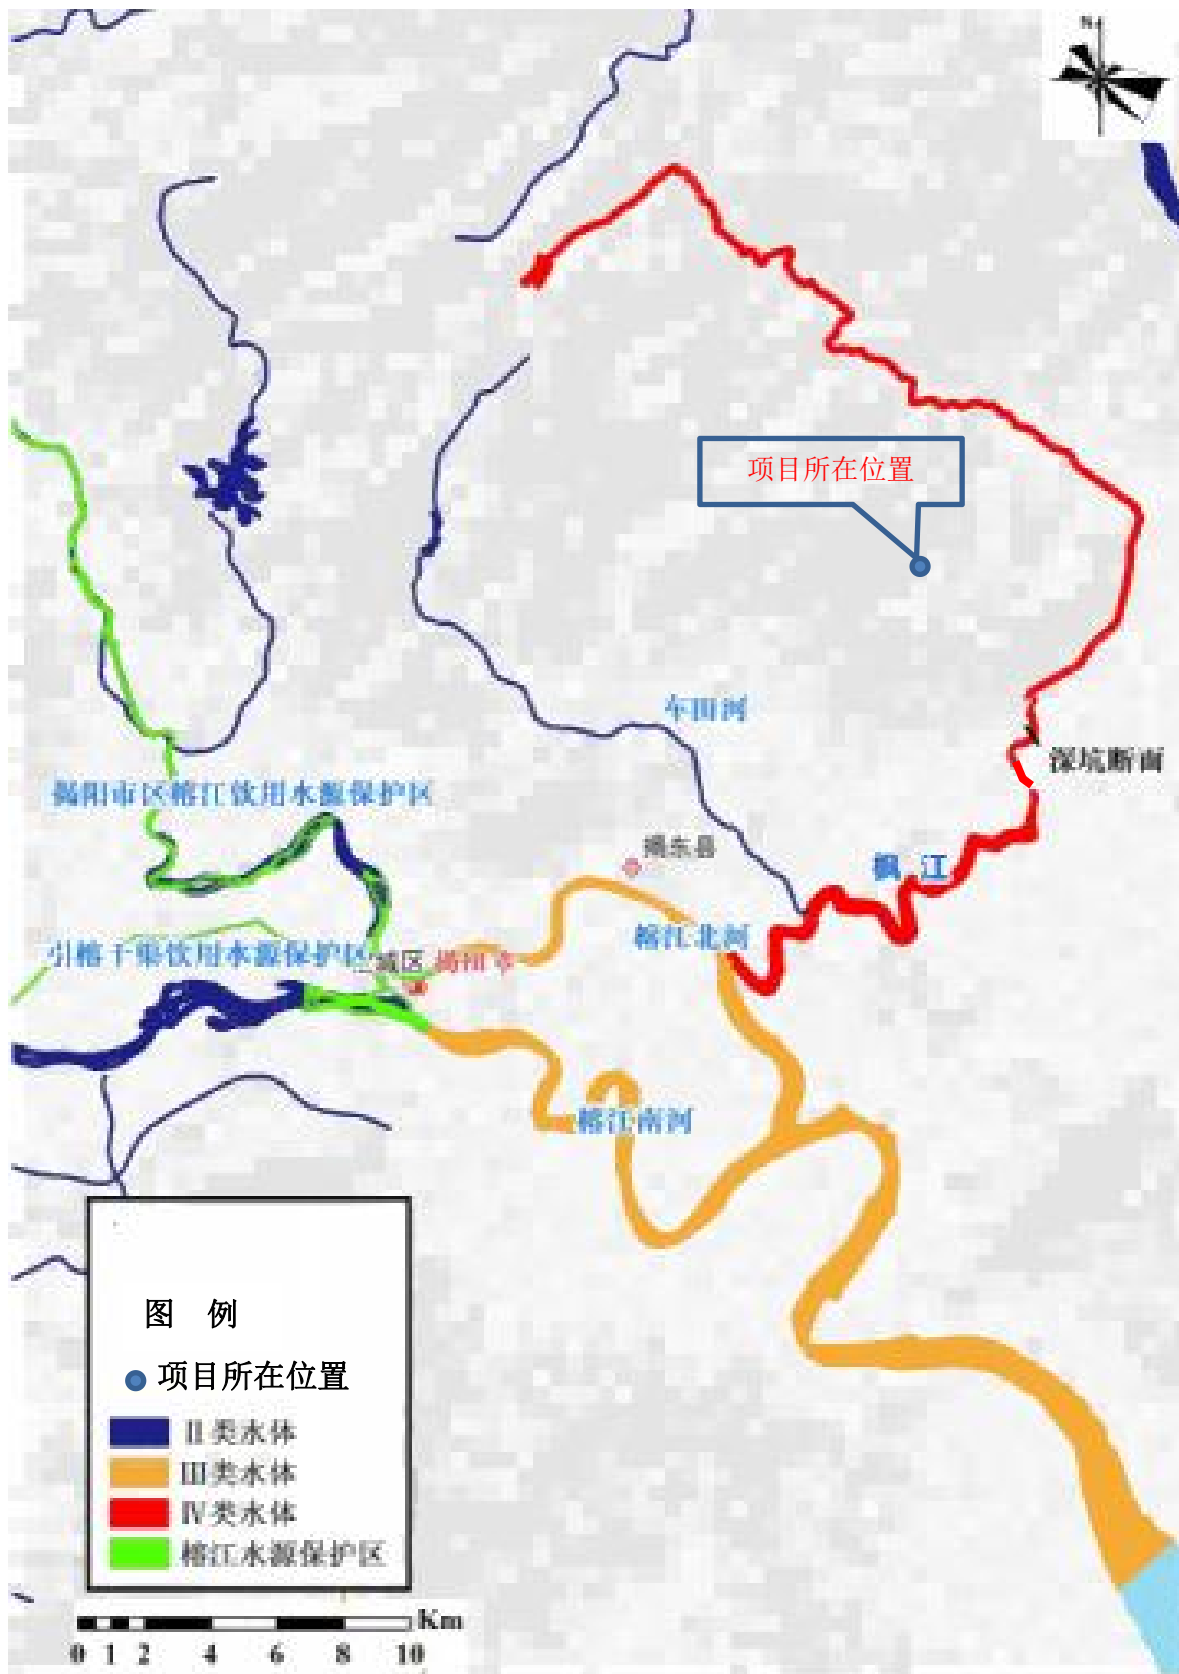 N
项目所在位置
车田河
深坑断面
揭阳市区榕江饮用水源保护区
揭东县
枫 江
榕江北河
引榕干渠饮用水源保护区
城区
揭阳市
榕江南河
图 例
项目所在位置
Ⅱ类水体
Ⅲ类水体
Ⅳ类水体
榕江水源保护区
Km
0 1 2 4 6 8 10